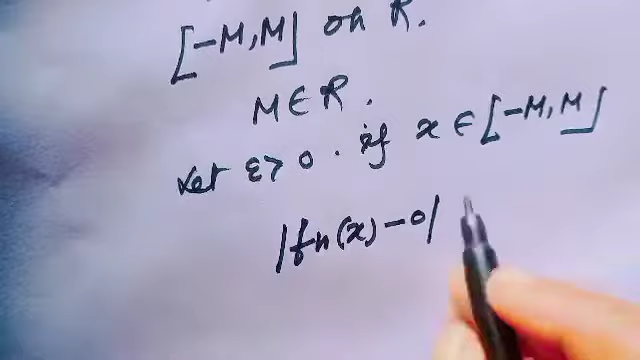 [-M,M] on R.
M∈R.
Let ε> 0 . if x ∈ [-M,M]
|fn(x)-0|